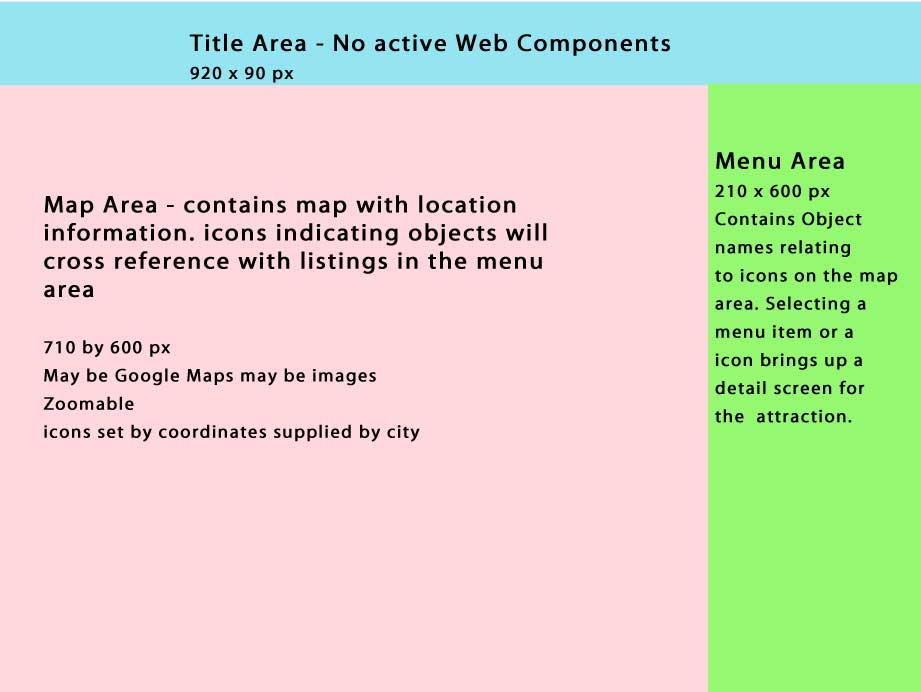 Title Area - No active Web Components
920 x 90 px
Map Area - contains map with location
information. icons indicating objects will
cross reference with listings in the menu
area
710 by 600 px
May be Google Maps may be images
Zoomable
icons set by coordinates supplied by city
Menu Area
210 x 600 px
Contains Object
names relating
to icons on the map
area. Selecting a
menu item or a
icon brings up a
detail screen for
the  attraction.